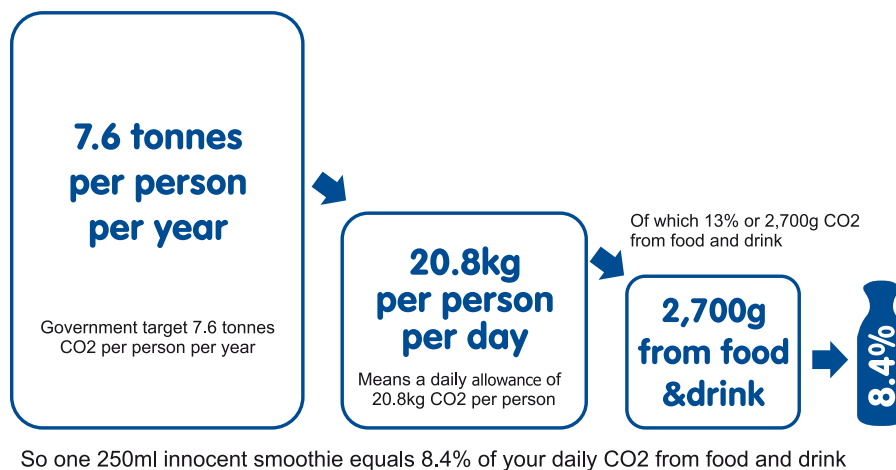 7.6 tonnes
per person
per year
Government target 7.6 tonnes
CO2 per person per year
20.8kg
per person
per day
Means a daily allowance of
20.8kg CO2 per person
Of which 13% or 2,700g CO2
from food and drink
2,700g
from food
&drink
8.4%
So one 250ml innocent smoothie equals 8.4% of your daily CO2 from food and drink